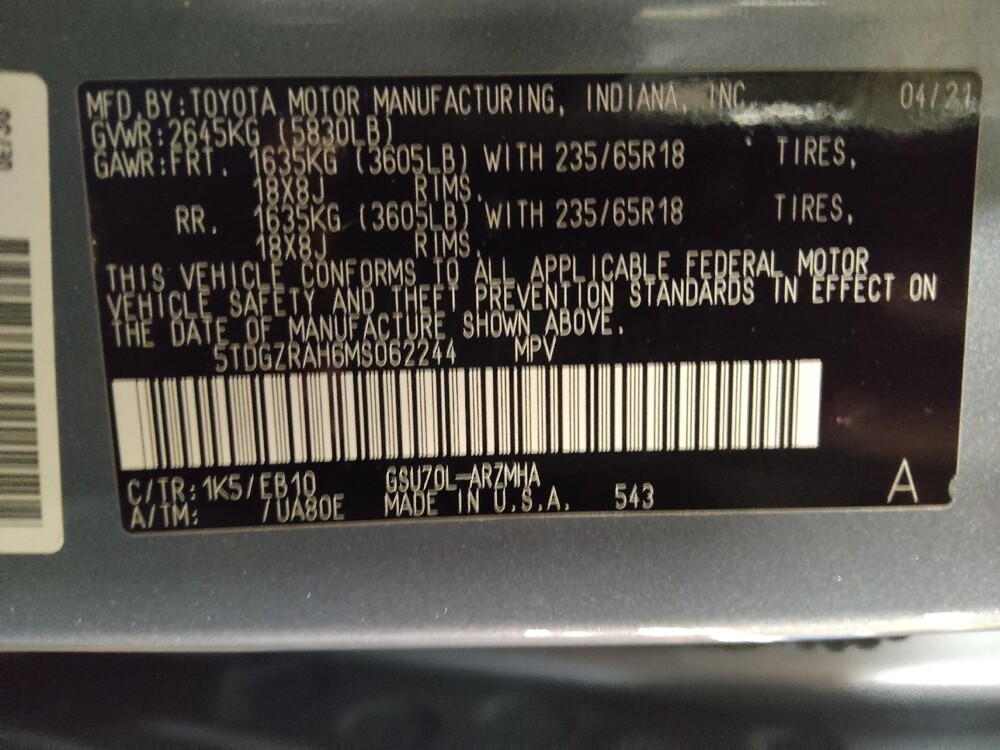 MFD.BY:TOYOTA MOTOR MANUFACTURING, INDIANA, INC. 04/21
GVWR:2645KG (5830LB)
GAWR:FRT. 1635KG (3605LB) WITH 235/65R18 TIRES,
18X8J RIMS,
RR. 1635KG (3605LB) WITH 235/65R18 TIRES,
18X8J RIMS,
THIS VEHICLE CONFORMS TO ALL APPLICABLE FEDERAL MOTOR
VEHICLE SAFETY AND THEFT PREVENTION STANDARDS IN EFFECT ON
THE DATE OF MANUFACTURE SHOWN ABOVE.
5TDGZRAH6MS062244 MPV
C/TR:1K5/EB10 GSU70L-ARZMHA
A/TM: /UA80E MADE IN U.S.A. 543 A